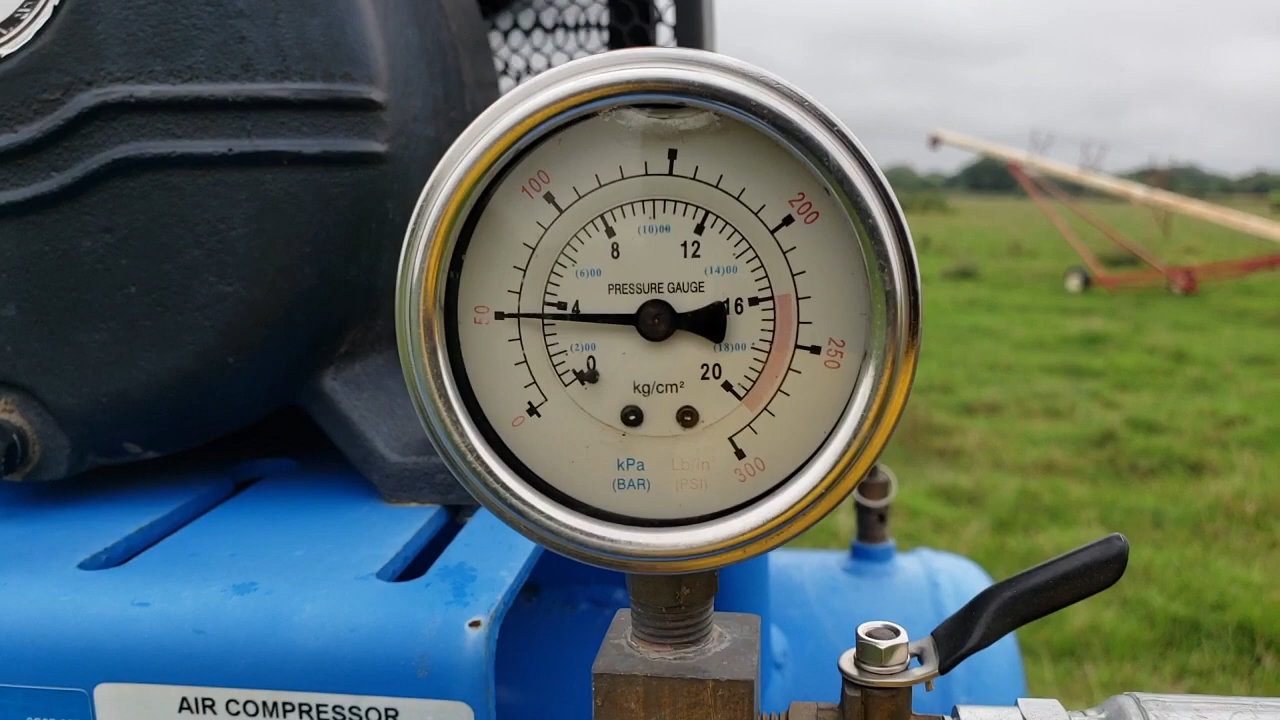 100
200
(10)00
8
12
(6)00
(14)00
PRESSURE GAUGE
4
16
50
(2)00
(18)00
250
0
20
kg/cm²
0
kPa
Lb/in
(BAR)
(PSI)
300
AIR COMPRESSOR